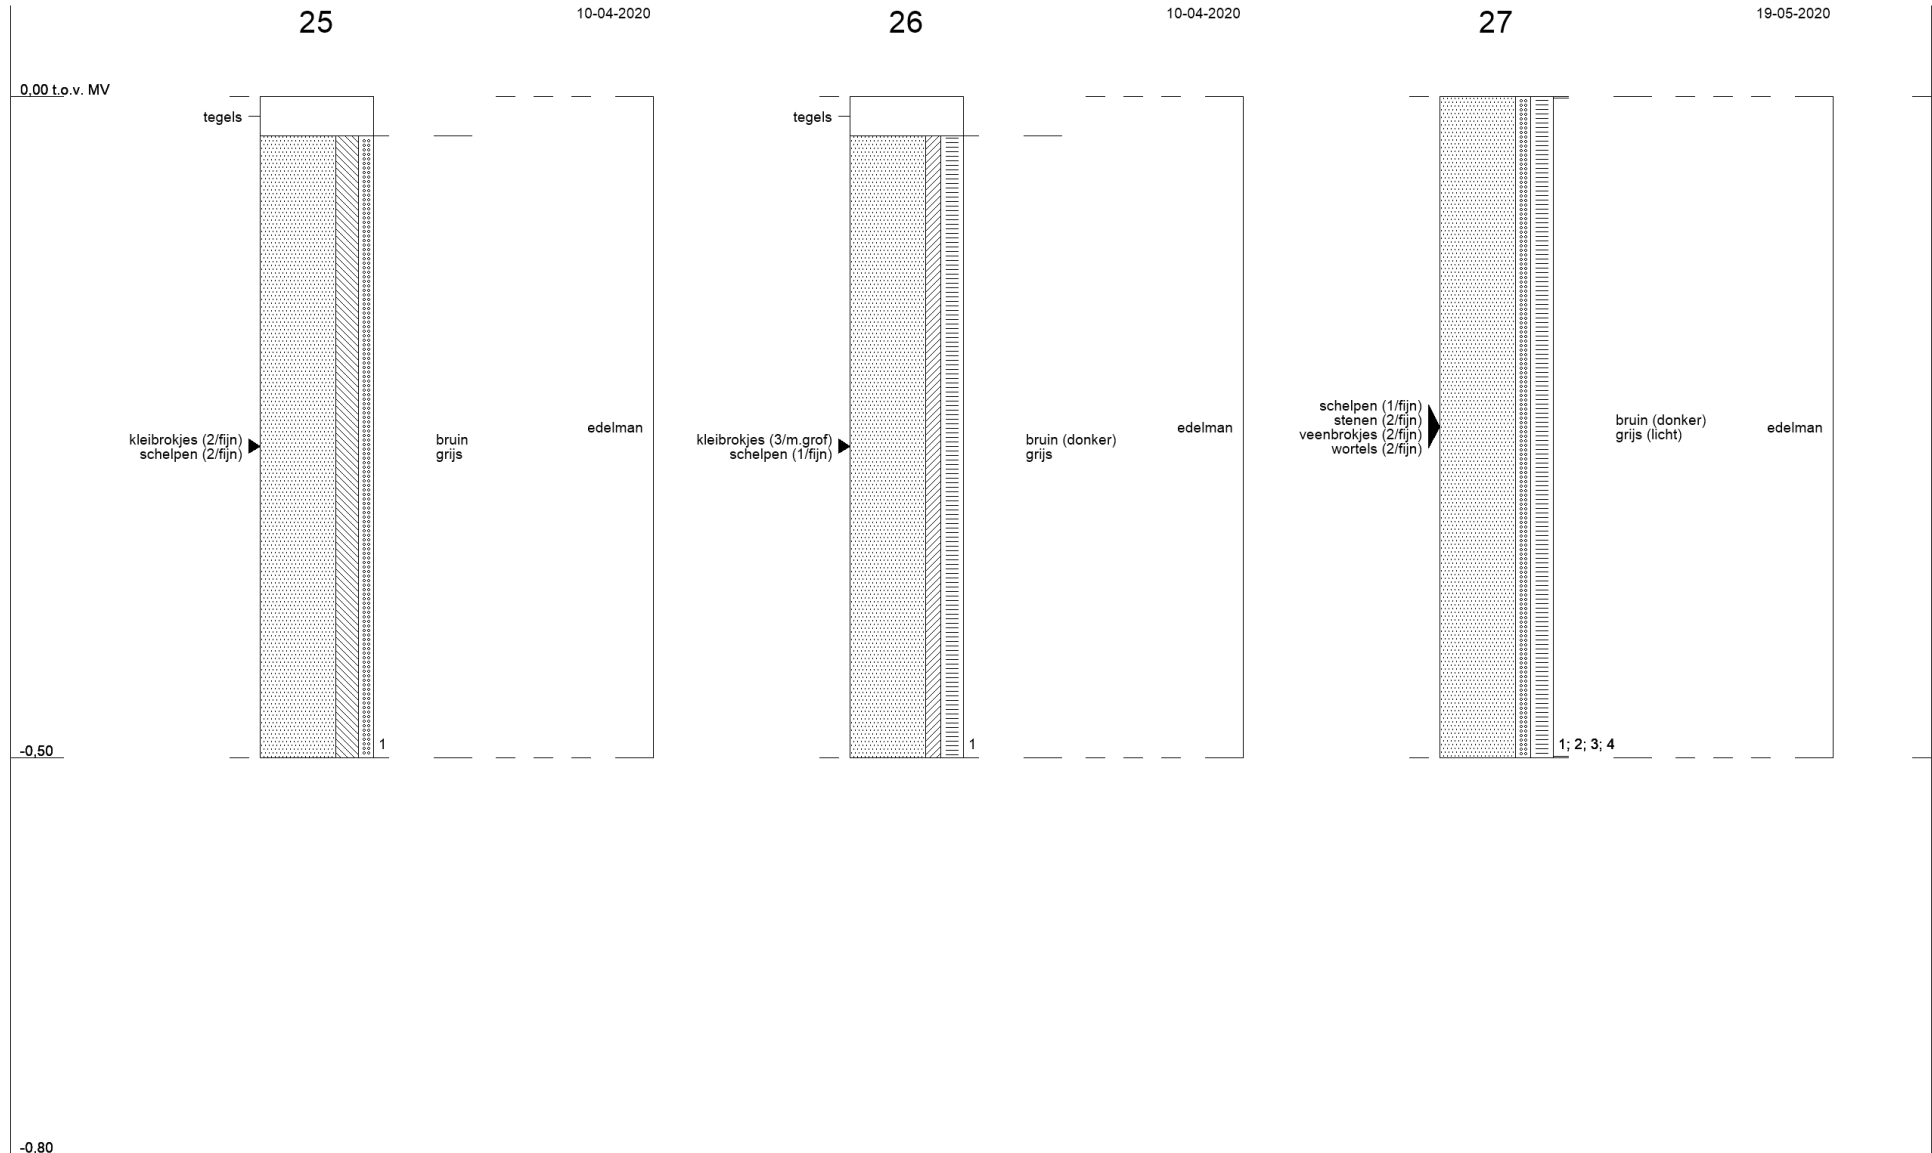 25
10-04-2020
26
10-04-2020
27
19-05-2020
0,00 t.o.v. MV
tegels
tegels
kleibrokjes (2/fijn)
schelpen (2/fijn)
bruin
grijs
edelman
kleibrokjes (3/m.grof)
schelpen (1/fijn)
bruin (donker)
grijs
edelman
schelpen (1/fijn)
stenen (2/fijn)
veenbrokjes (2/fijn)
wortels (2/fijn)
bruin (donker)
grijs (licht)
edelman
-0,50
1
1
1; 2; 3; 4
-0,80